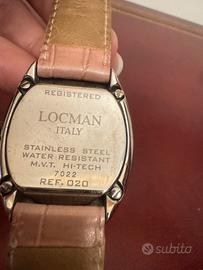 REGISTERED
LOCMAN
ITALY
STAINLESS STEEL
WATER RESISTANT
M.V.T. HI-TECH
7022
REF. 020
subito